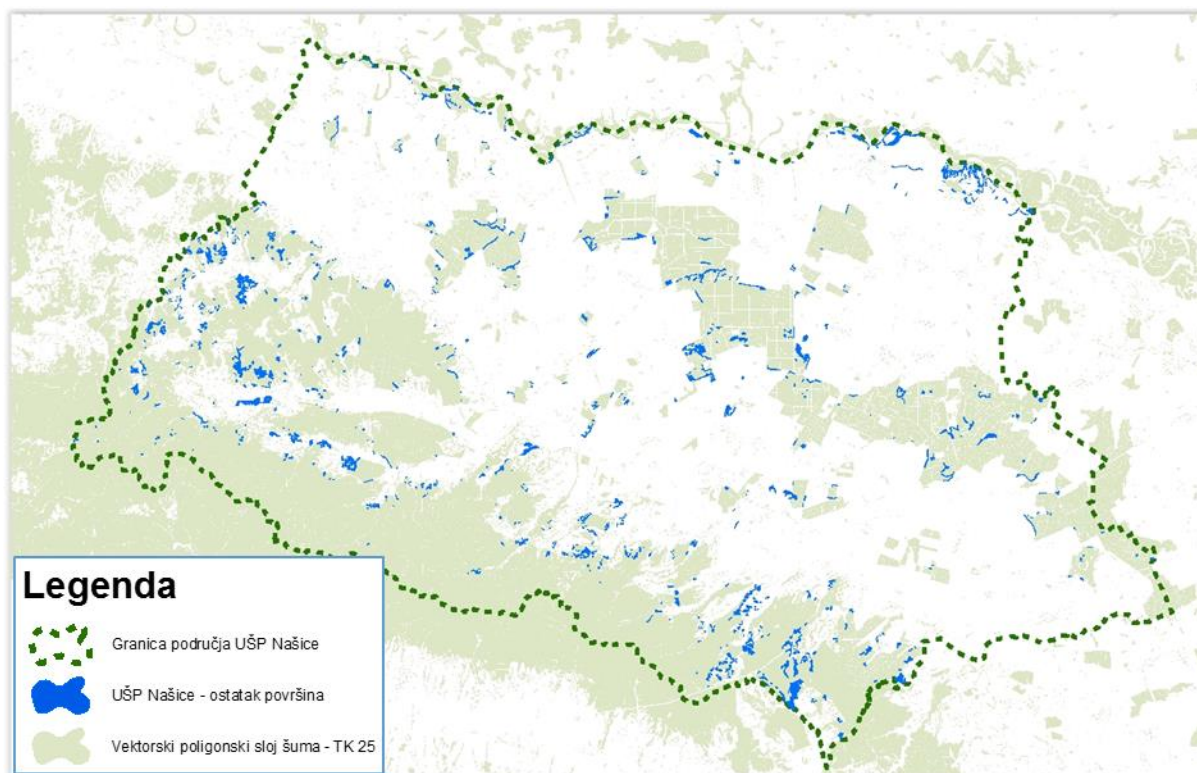 Legenda
Granica područja UŠP Našice
UŠP Našice - ostatak površina
Vektorski poligonski sloj šuma - TK 25